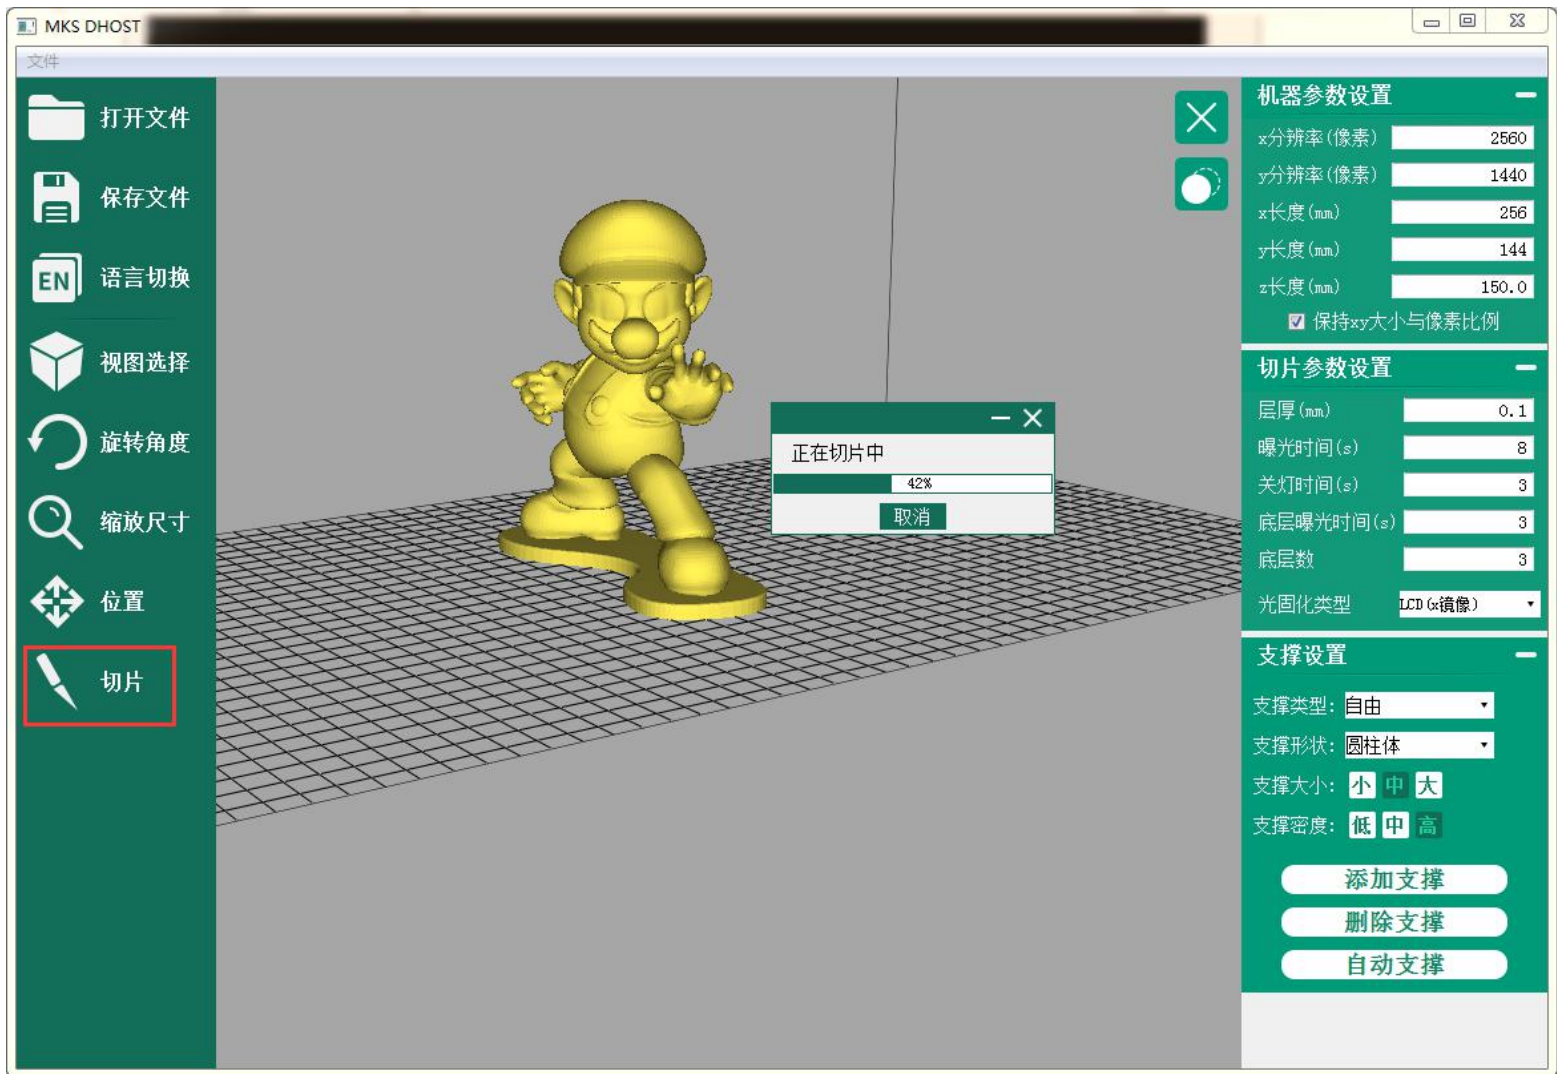 MKS DHOST
文件
打开文件
保存文件
EN 语言切换
视图选择
旋转角度
缩放尺寸
位置
切片
正在切片中
42%
取消
机器参数设置
x分辨率(像素) 2560
y分辨率(像素) 1440
x长度(mm) 256
y长度(mm) 144
z长度(mm) 150.0
保持xy大小与像素比例
切片参数设置
层厚(mm) 0.1
曝光时间(s) 8
关灯时间(s) 3
底层曝光时间(s) 3
底层数 3
光固化类型 LCD(x镜像)
支撑设置
支撑类型: 自由
支撑形状: 圆柱体
支撑大小: 小 中 大
支撑密度: 低 中 高
添加支撑
删除支撑
自动支撑